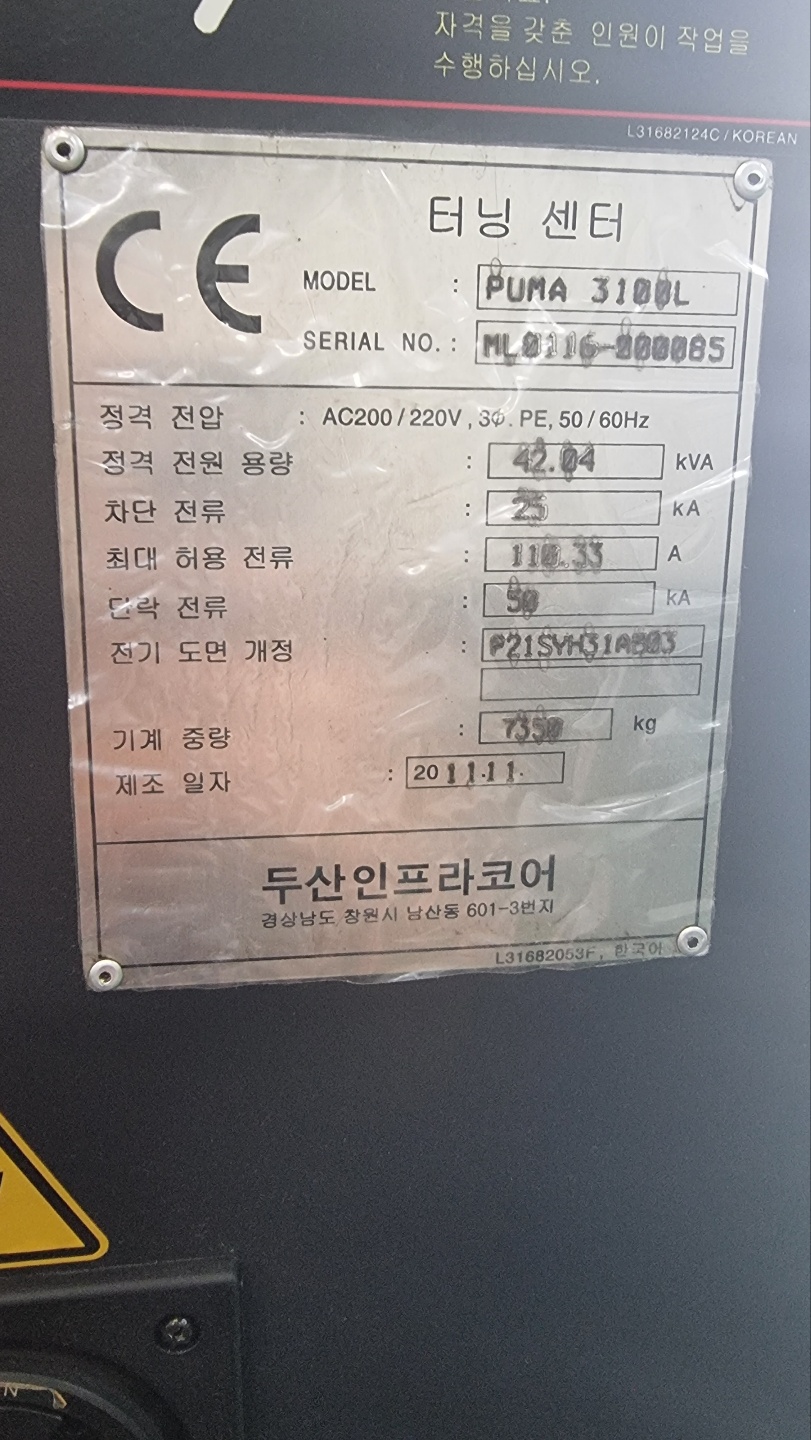 자격을 갖춘 인원이 작업을
수행하십시오.
L31682124C / KOREAN
CE
터닝 센터
MODEL : PUMA 3100L
SERIAL NO. : ML0116-000085
정격 전압 : AC200 / 220V , 3Φ. PE, 50 / 60Hz
정격 전원 용량 : 42.04 kVA
차단 전류 : 25 kA
최대 허용 전류 : 110.33 A
단락 전류 : 50 kA
전기 도면 개정 : P21SYH31AB03
기계 중량 : 7350 kg
제조 일자 : 2011.11.
두산인프라코어
경상남도 창원시 남산동 601-3번지
L31682053F, 한국어